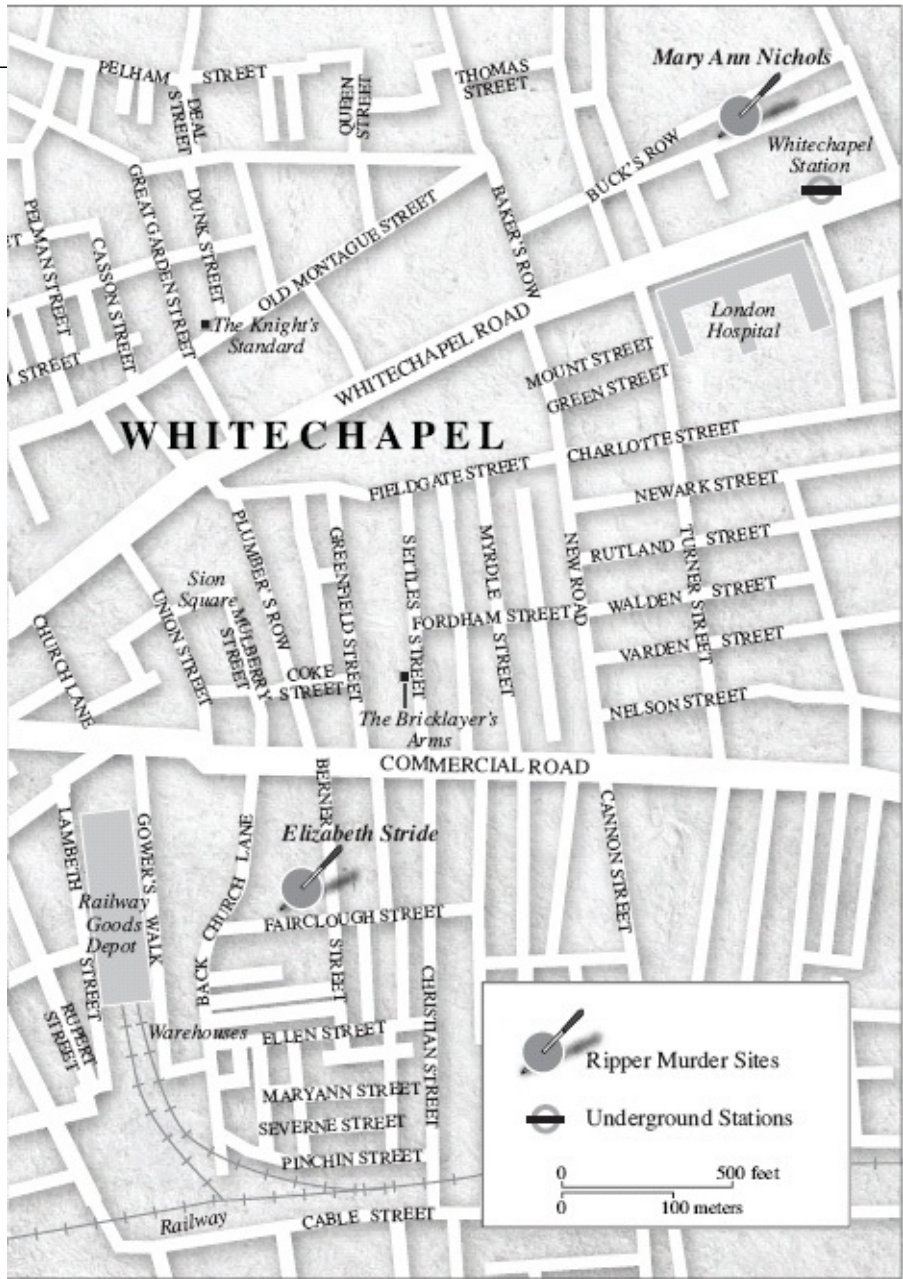 PELHAM STREET
DEAL STREET
QUEEN STREET
THOMAS STREET
Mary Ann Nichols
Whitechapel Station
BUCK'S ROW
BAKER'S ROW
PELMAN STREET
CASSON STREET
GREAT GARDEN STREET
DUNK STREET
OLD MONTAGUE STREET
The Knight's
Standard
WHITECHAPEL ROAD
London
Hospital
STREET
MOUNT STREET
GREEN STREET
WHITECHAPEL
FIELDGATE STREET
CHARLOTTE STREET
NEWARK STREET
PLUMBER'S ROW
GREENFIELD STREET
SETTLES STREET
MYRDLE STREET
NEW ROAD
RUTLAND STREET
TURNER STREET
Sion
Square
MULBERRY STREET
UNION STREET
CHURCH LANE
FORDHAM STREET
WALDEN STREET
VARDEN STREET
COKE STREET
NELSON STREET
The Bricklayer's
Arms
COMMERCIAL ROAD
BERNER STREET
CANNON STREET
Elizabeth Stride
LAMBETH STREET
GOWER'S WALK
BACK CHURCH LANE
Railway
Goods
Depot
FAIRCLOUGH STREET
CHRISTIAN STREET
RUPERT STREET
Warehouses
ELLEN STREET
MARYANN STREET
SEVERNE STREET
PINCHIN STREET
Railway
CABLE STREET
Ripper Murder Sites
Underground Stations
0 500 feet
0 100 meters